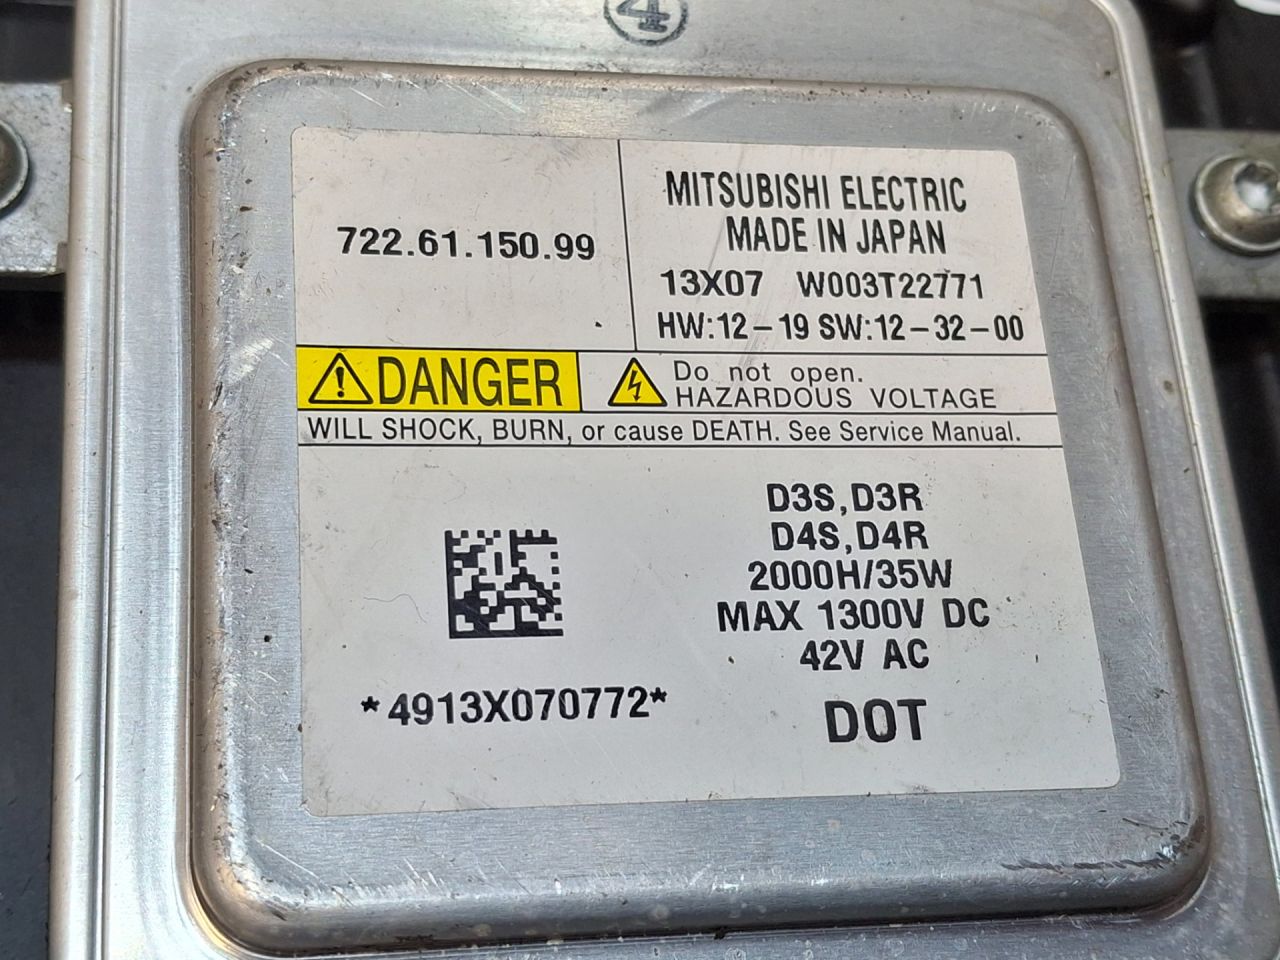 4
722.61.150.99
MITSUBISHI ELECTRIC
MADE IN JAPAN
13X07 W003T22771
HW:12-19 SW:12-32-00
DANGER
Do not open.
HAZARDOUS VOLTAGE
WILL SHOCK, BURN, or cause DEATH. See Service Manual.
D3S,D3R
D4S,D4R
2000H/35W
MAX 1300V DC
42V AC
*4913X070772*
DOT